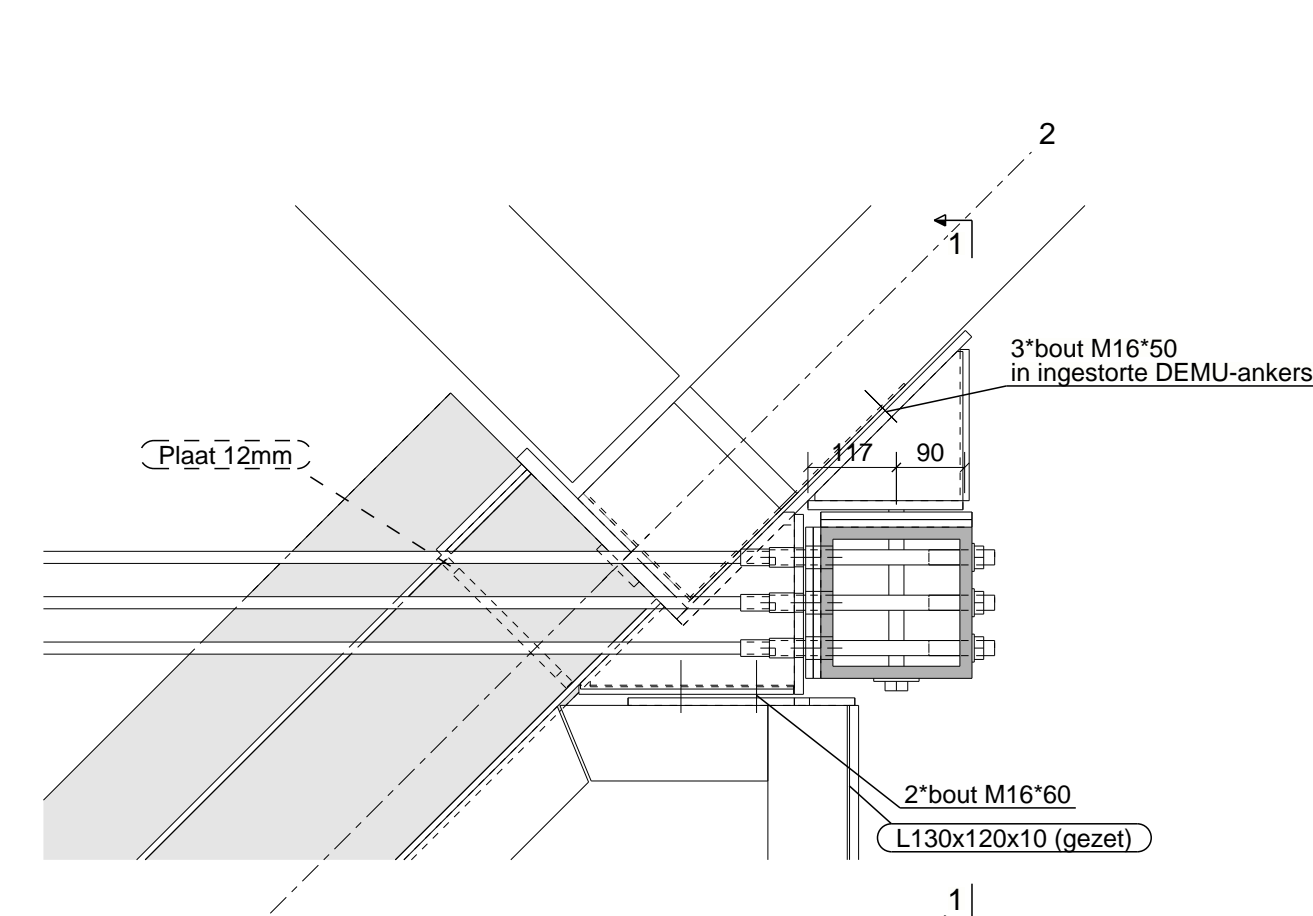 2
1
3*bout M16*50
in ingestorte DEMU-ankers
117
90
Plaat 12mm
2*bout M16*60
L130x120x10 (gezet)
1